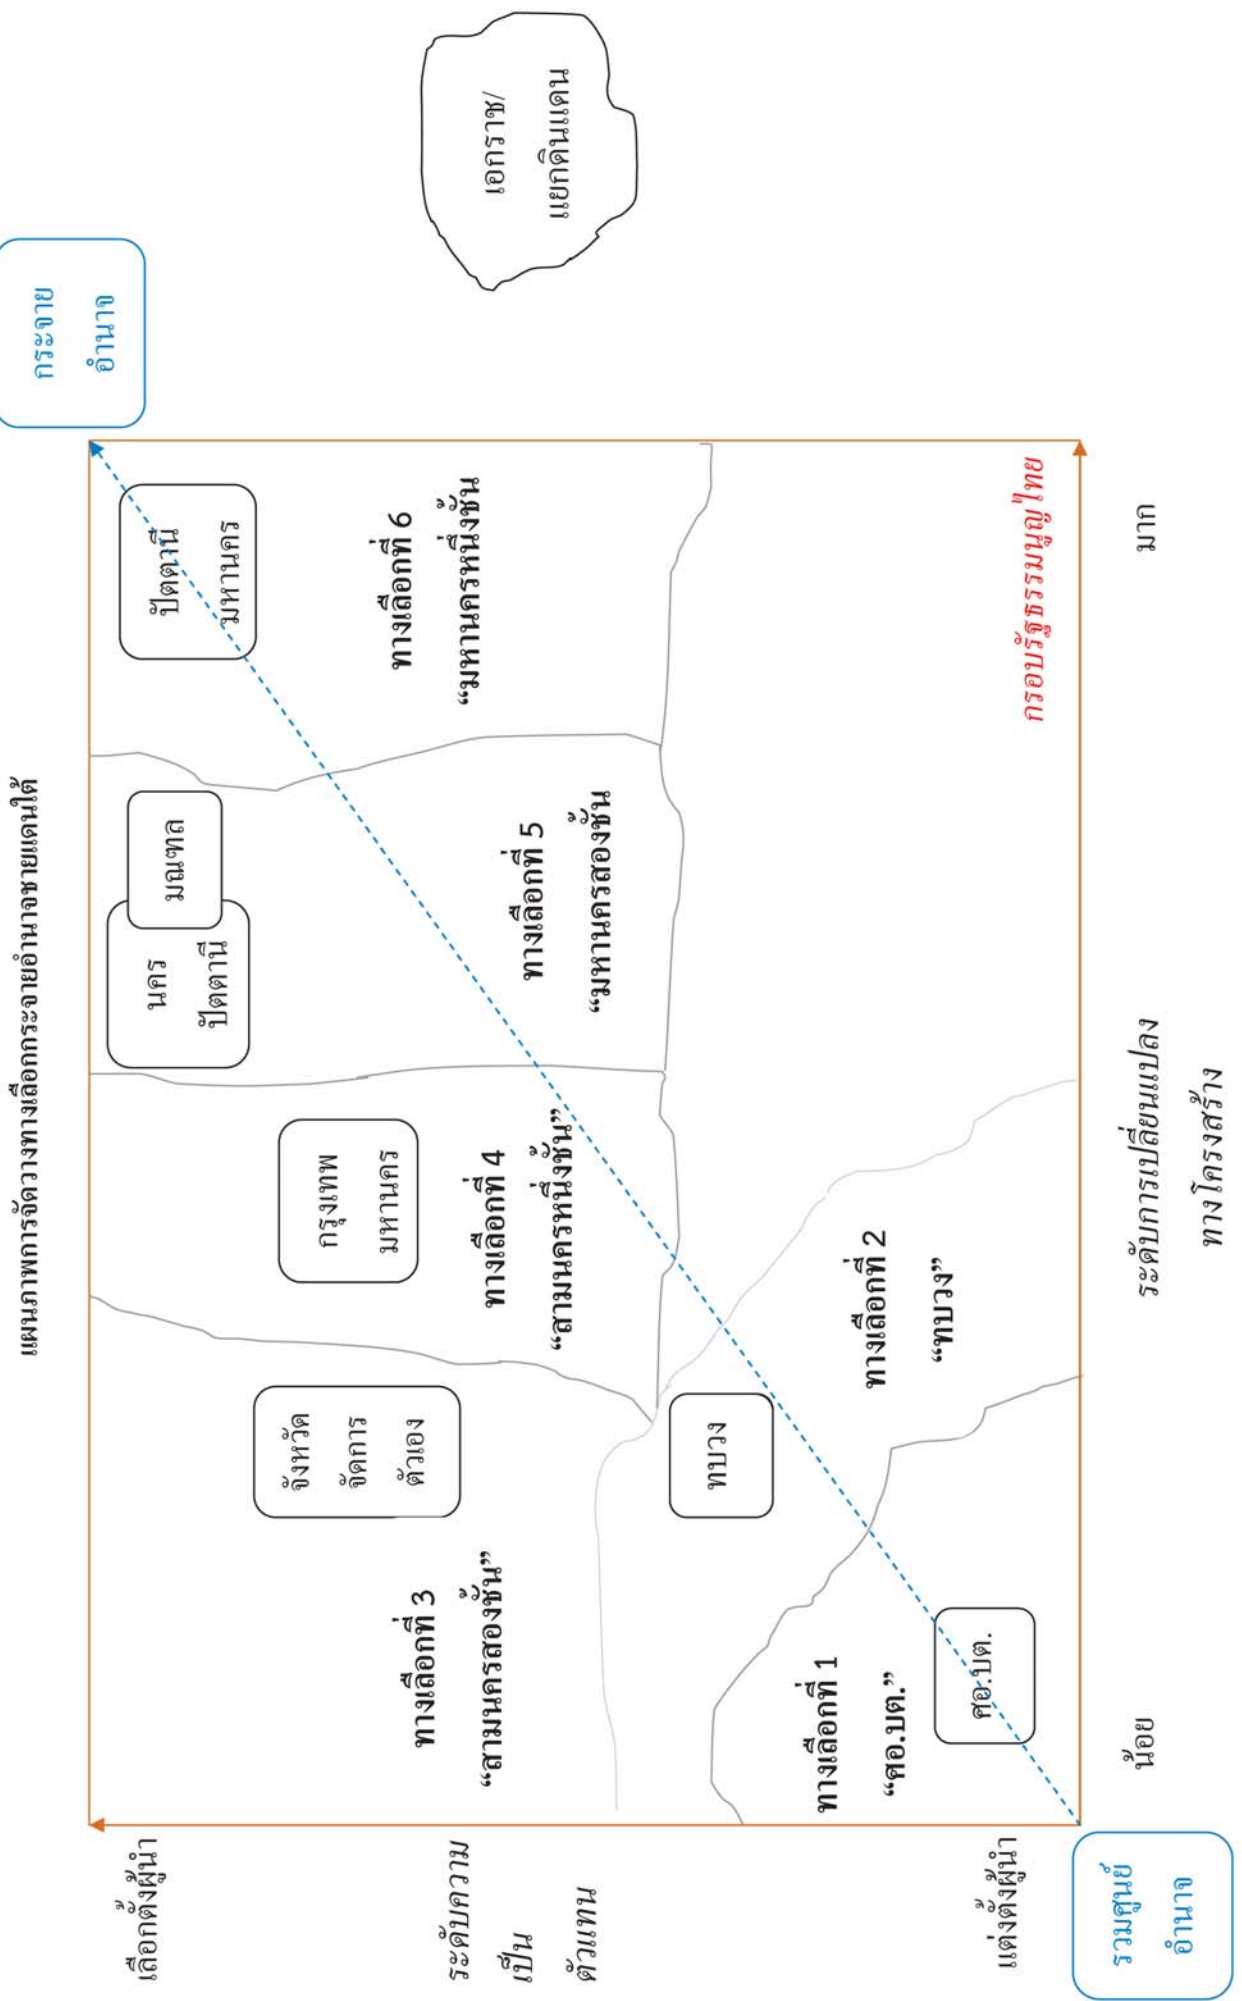 แผนภาพการจัดวางทางเลือกกระจายอำนาจชายแดนใต้
กระจาย
อำนาจ
เอกราช/
แยกดินแดน
เลือกตั้งผู้นำ
ระดับความ
เป็น
ตัวแทน
แต่งตั้งผู้นำ
รวมศูนย์
อำนาจ
จังหวัด
จัดการ
ตัวเอง
ทางเลือกที่ 3
“สามนครสองชั้น”
กรุงเทพ
มหานคร
ทางเลือกที่ 4
“สามนครหนึ่งชั้น”
นคร
ปัตตานี
มณฑล
ทางเลือกที่ 5
“มหานครสองชั้น
ปัตตานี
มหานคร
ทางเลือกที่ 6
“มหานครหนึ่งชั้น
ทบวง
ทางเลือกที่ 2
“ทบวง”
ทางเลือกที่ 1
“ศอ.บต.”
ศอ.บต.
กรอบรัฐธรรมนูญไทย
น้อย
ระดับการเปลี่ยนแปลง
ทางโครงสร้าง
มาก